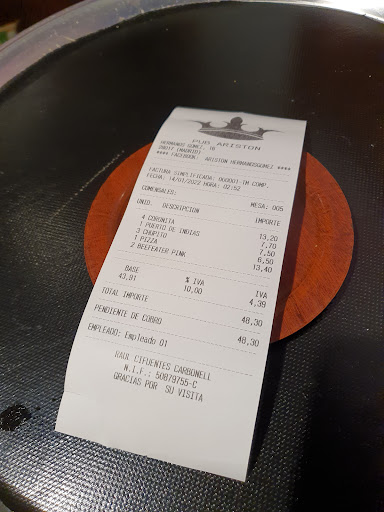 PUB ARISTON
HERMANOS GOMEZ, 16
28017 (MADRID)
**** FACEBOOK: ARISTON HERMANOSGOMEZ ****
FACTURA SIMPLIFICADA: 000001-TM COMP.
FECHA: 14/01/2022 HORA: 02:52
MESA: 005
COMENSALES:
UNID. DESCRIPCION IMPORTE
4 CORONITA 13,20
1 PUERTO DE INDIAS 7,70
3 CHUPITO 7,50
1 PIZZA 6,50
2 BEEFEATER PINK 13,40
BASE % IVA IVA
43,91 10,00 4,39
TOTAL IMPORTE 48,30
PENDIENTE DE COBRO 48,30
EMPLEADO: Empleado 01
RAUL CIFUENTES CARBONELL
N.I.F.: 50879755-C
GRACIAS POR SU VISITA